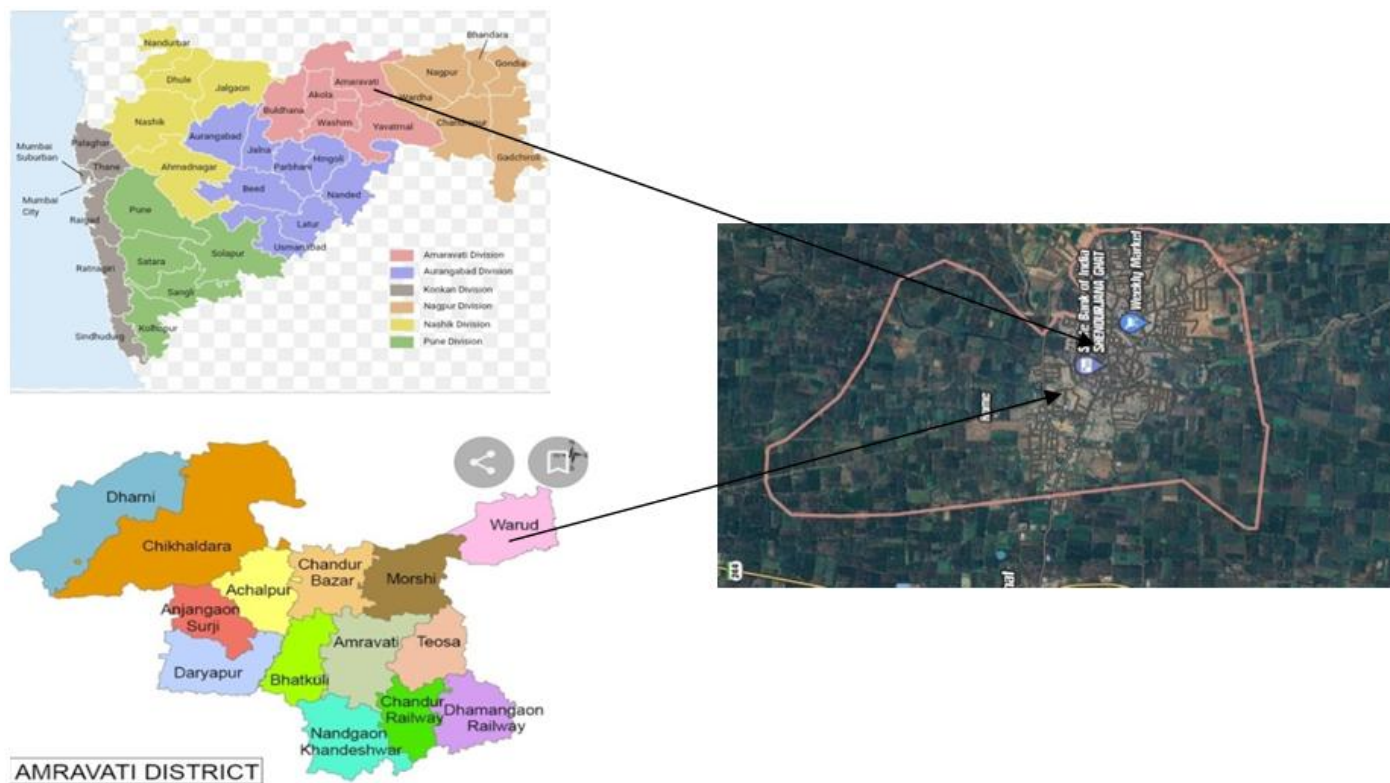 Nandurbar
Dhule
Jalgaon
Nashik
Buldhana
Akola
Amaravati
Washim
Yavatmal
Wardha
Nagpur
Bhandara
Gondia
Chandrapur
Gadchiroli
Aurangabad
Jalna
Parbhani
Hingoli
Nanded
Beed
Latur
Usmanabad
Ahmadnagar
Palaghar
Mumbai
Suburban
Thane
Mumbai
City
Raigad
Ratnagiri
Sindhudurg
Pune
Satara
Solapur
Sangli
Kolhapur
Amaravati Division
Aurangabad Division
Konkan Division
Nagpur Division
Nashik Division
Pune Division
Bank of India
SHENDURJANA GHAT
Weekly Market
Dharni
Chikhaldara
Achalpur
Chandur
Bazar
Morshi
Warud
Anjangaon
Surji
Daryapur
Bhatkuli
Amravati
Teosa
Nandgaon
Khandeshwar
Chandur
Railway
Dhamangaon
Railway
AMRAVATI DISTRICT